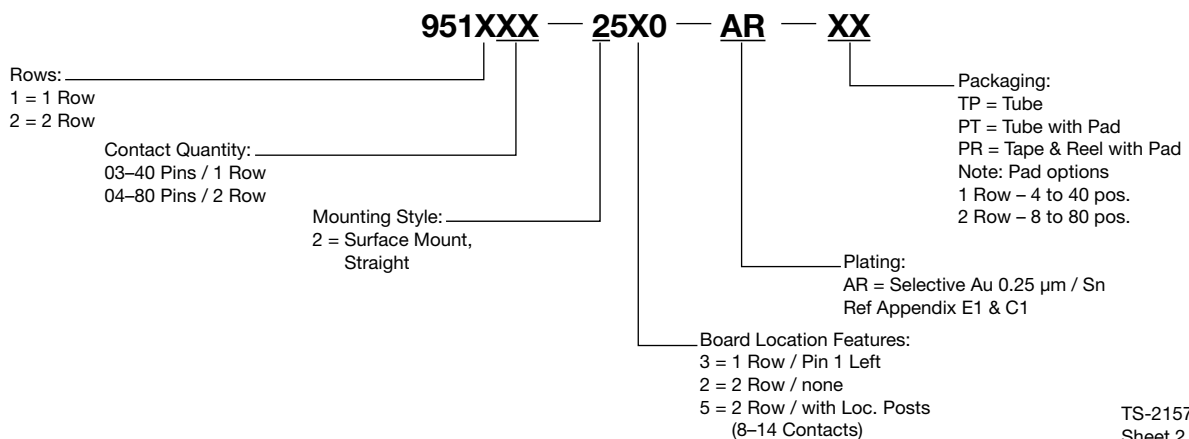 951XXX — 25X0 — AR — XX
Rows:
1 = 1 Row
2 = 2 Row
Contact Quantity:
03–40 Pins / 1 Row
04–80 Pins / 2 Row
Mounting Style:
2 = Surface Mount,
Straight
Packaging:
TP = Tube
PT = Tube with Pad
PR = Tape & Reel with Pad
Note: Pad options
1 Row – 4 to 40 pos.
2 Row – 8 to 80 pos.
Plating:
AR = Selective Au 0.25 µm / Sn
Ref Appendix E1 & C1
Board Location Features:
3 = 1 Row / Pin 1 Left
2 = 2 Row / none
5 = 2 Row / with Loc. Posts
(8–14 Contacts)
TS-2157
Sheet 2